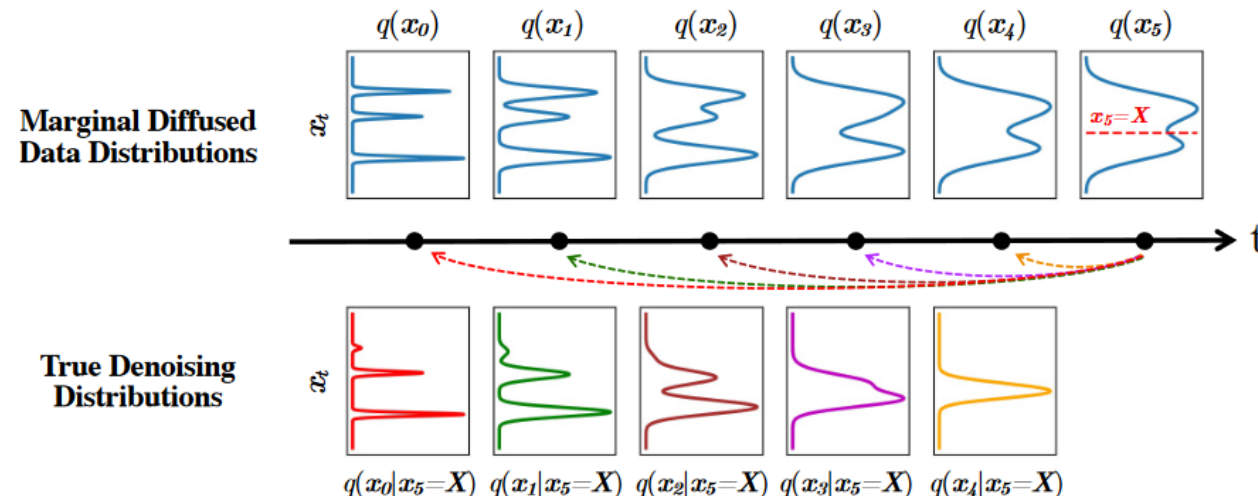 q(x₀) q(x₁) q(x₂) q(x₃) q(x₄) q(x₅)
Marginal Diffused
Data Distributions
xₜ
x₅=X
t
True Denoising
Distributions
xₜ
q(x₀|x₅=X) q(x₁|x₅=X) q(x₂|x₅=X) q(x₃|x₅=X) q(x₄|x₅=X)